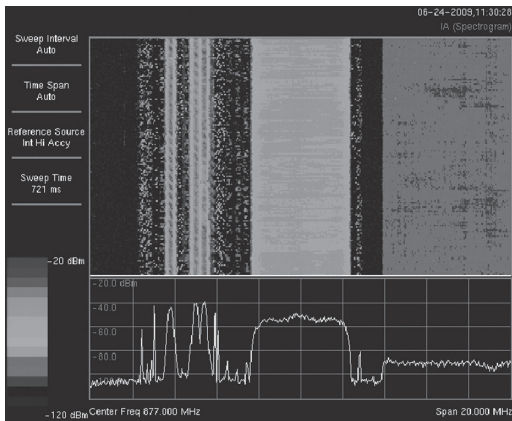 06-24-2009,11:30:26
IA (Spectrogram)
Sweep Interval
Auto
Time Span
Auto
Reference Source
Int Hi Accy
Sweep Time
721 ms
-20 dBm
-20.0 dBm
-40.0
-60.0
-80.0
-120 dBm
Center Freq 677.000 MHz
Span 20.000 MHz